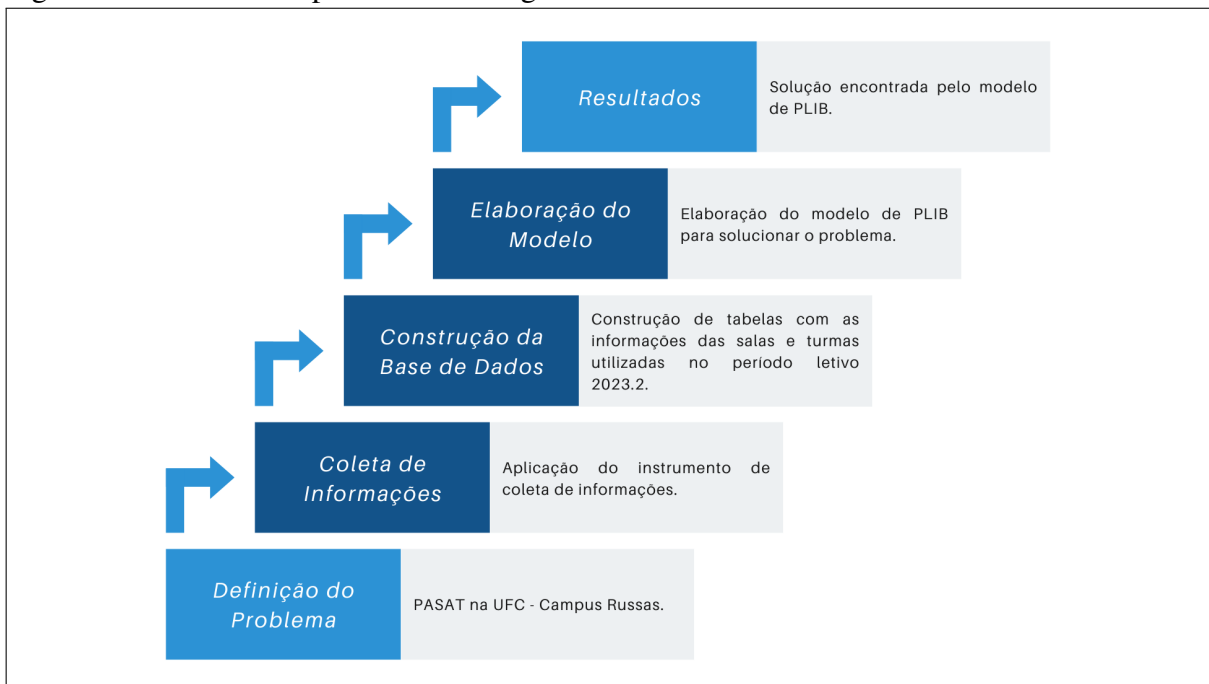 Resultados
Solução encontrada pelo modelo
de PLIB.
Elaboração do
Modelo
Elaboração do modelo de PLIB
para solucionar o problema.
Construção da
Base de Dados
Construção de tabelas com as
informações das salas e turmas
utilizadas no período letivo
2023.2.
Coleta de
Informações
Aplicação do instrumento de
coleta de informações.
Definição do
Problema
PASAT na UFC - Campus Russas.